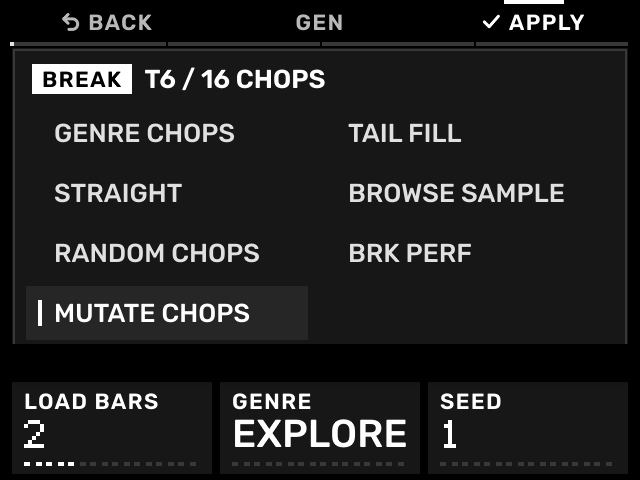 BACK GEN APPLY
BREAK T6 / 16 CHOPS
GENRE CHOPS TAIL FILL
STRAIGHT BROWSE SAMPLE
RANDOM CHOPS BRK PERF
MUTATE CHOPS
LOAD BARS GENRE SEED
2 EXPLORE 1